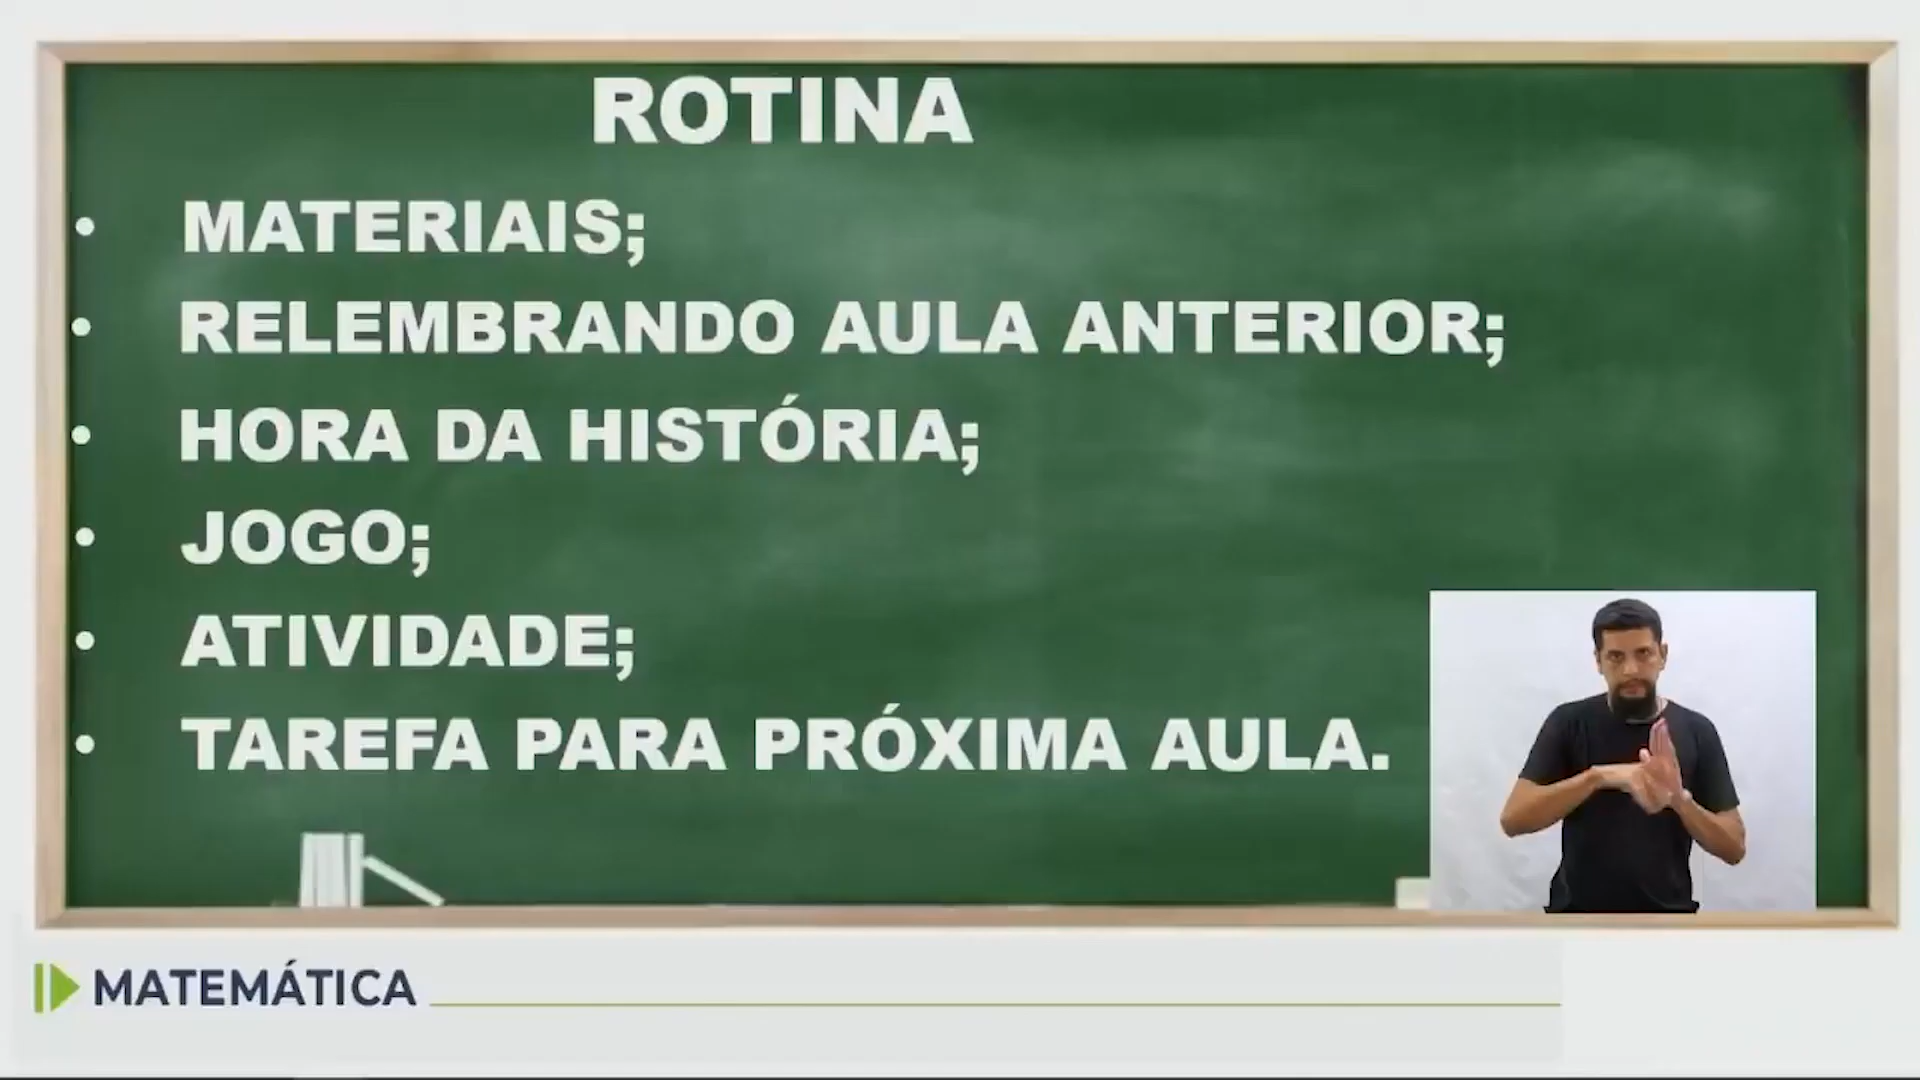 ROTINA
• MATERIAIS;
• RELEMBRANDO AULA ANTERIOR;
• HORA DA HISTÓRIA;
• JOGO;
• ATIVIDADE;
• TAREFA PARA PRÓXIMA AULA.
MATEMÁTICA